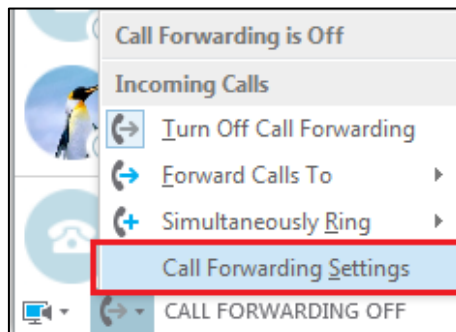 Call Forwarding is Off
Incoming Calls
Turn Off Call Forwarding
Forward Calls To
Simultaneously Ring
Call Forwarding Settings
CALL FORWARDING OFF